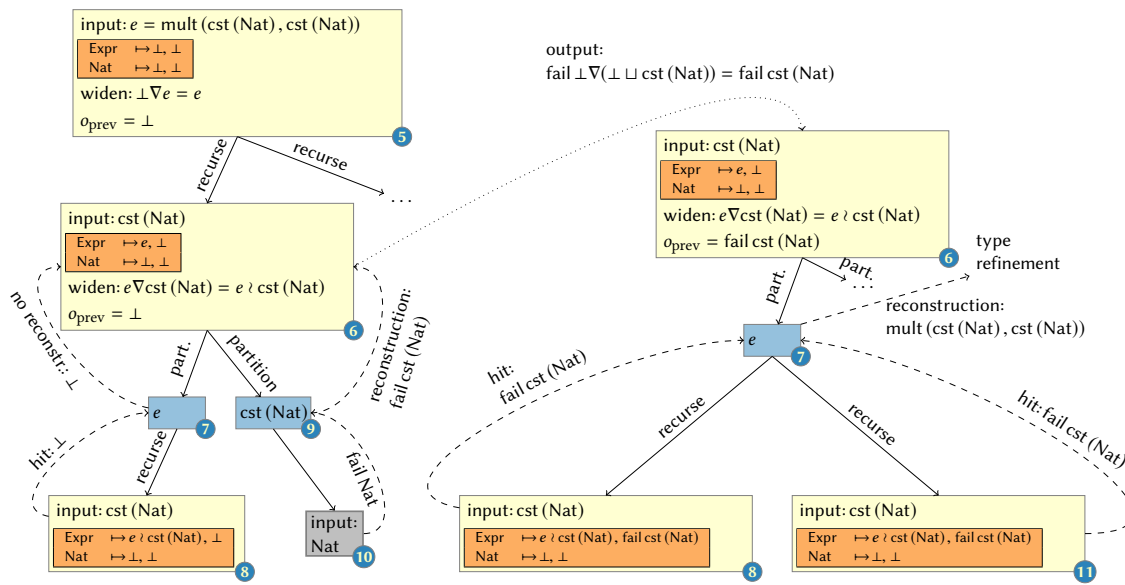 input: e = mult (cst (Nat) , cst (Nat))
Expr ↦ ⊥, ⊥
Nat ↦ ⊥, ⊥
widen: ⊥∇e = e
o_prev = ⊥
5
recurse
recurse
...
input: cst (Nat)
Expr ↦ e, ⊥
Nat ↦ ⊥, ⊥
widen: e∇cst (Nat) = e ≀ cst (Nat)
o_prev = ⊥
6
no reconstr.: ⊥
part.
partition
reconstruction:
fail cst (Nat)
e
7
cst (Nat)
9
hit: ⊥
recurse
fail Nat
input: cst (Nat)
Expr ↦ e ≀ cst (Nat) , ⊥
Nat ↦ ⊥, ⊥
8
input:
Nat
10
output:
fail ⊥∇(⊥ ⊔ cst (Nat)) = fail cst (Nat)
input: cst (Nat)
Expr ↦ e, ⊥
Nat ↦ ⊥, ⊥
widen: e∇cst (Nat) = e ≀ cst (Nat)
o_prev = fail cst (Nat)
6
part.
part.
...
type
refinement
reconstruction:
mult (cst (Nat) , cst (Nat))
e
7
hit:
fail cst (Nat)
recurse
recurse
hit: fail cst (Nat)
input: cst (Nat)
Expr ↦ e ≀ cst (Nat) , fail cst (Nat)
Nat ↦ ⊥, ⊥
8
input: cst (Nat)
Expr ↦ e ≀ cst (Nat) , fail cst (Nat)
Nat ↦ ⊥, ⊥
11